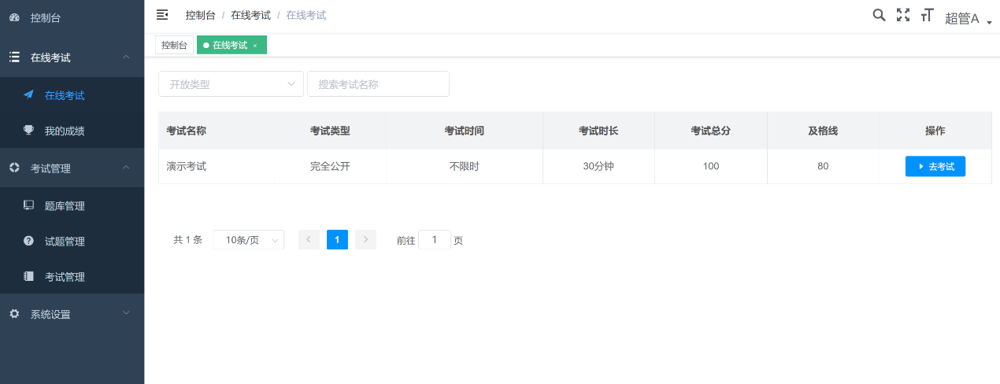 控制台
在线考试
在线考试
我的成绩
考试管理
题库管理
试题管理
考试管理
系统设置
控制台 / 在线考试 / 在线考试
超管A
控制台 在线考试 ×
开放类型 搜索考试名称
考试名称 考试类型 考试时间 考试时长 考试总分 及格线 操作
演示考试 完全公开 不限时 30分钟 100 80 去考试
共 1 条 10条/页 1 前往 1 页